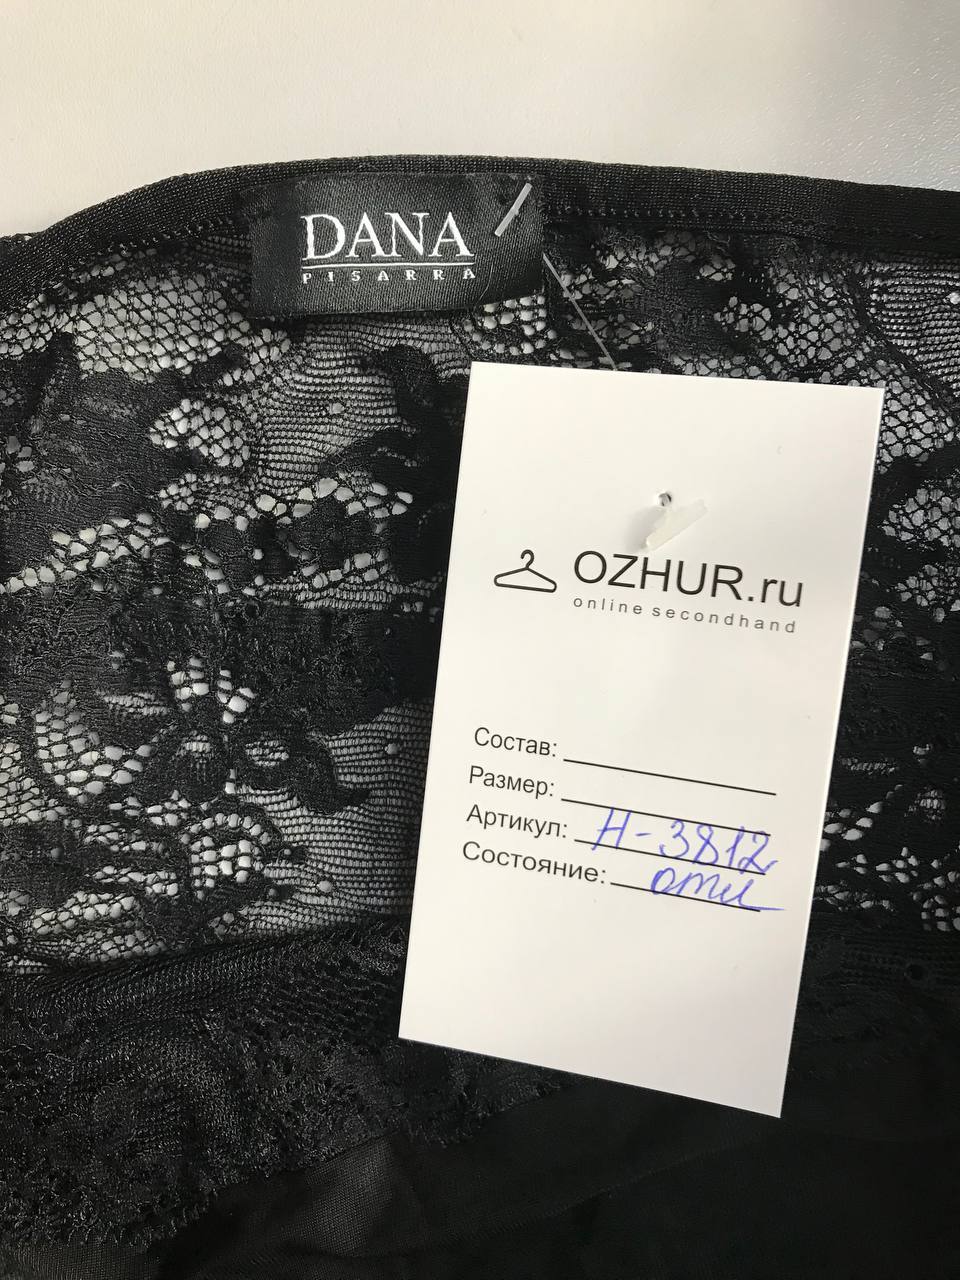 DANA
PISARRA
OZHUR.ru
online secondhand
Состав:
Размер:
Артикул: Н-3812
Состояние: отл